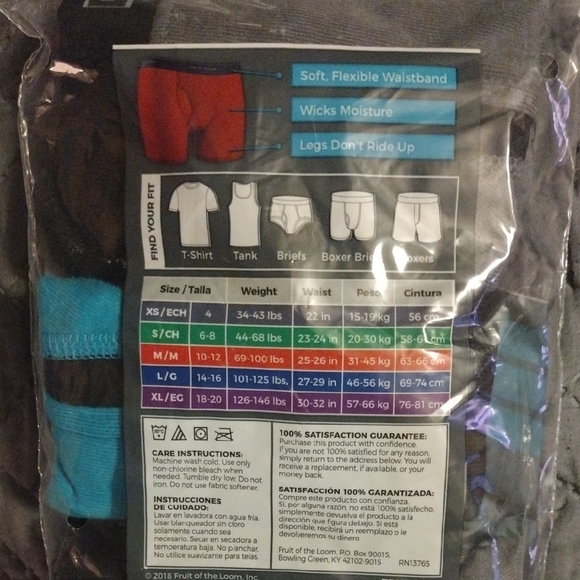 Soft, Flexible Waistband
Wicks Moisture
Legs Don't Ride Up
FIND YOUR FIT
T-Shirt Tank Briefs Boxer Brie oxers
Size / Talla Weight Waist Peso Cintura
XS/ECH 4 34-43 lbs 22 in 15-19 kg 56 cm
S/CH 6-8 44-68 lbs 23-24 in 20-30 kg 58-61 cm
M/M 10-12 69-100 lbs 25-26 in 31-45 kg 63-66 cm
L/G 14-16 101-125 lbs. 27-29 in 46-56 kg 69-74 cm
XL/EG 18-20 126-146 lbs 30-32 in 57-66 kg 76-81 cm
30°C
CARE INSTRUCTIONS:
Machine wash cold. Use only
non-chlorine bleach when
needed. Tumble dry low. Do not
iron. Do not use fabric softener.
INSTRUCCIONES
DE CUIDADO:
Lavar en lavadora con agua fría.
Usar blanqueador sin cloro
solamente cuando sea
necesario. Secar en secadora a
temperatura baja. No planchar.
No utilice suavizante para telas.
100% SATISFACTION GUARANTEE:
Purchase this product with confidence.
If you are not 100% satisfied for any reason,
simply return to the address below. You will
receive a replacement, if available, or your
money back.
SATISFACCIÓN 100% GARANTIZADA:
Compre este producto con confianza.
Si, por alguna razón, no está 100% satisfecho,
simplemente devuelva el producto a la
dirección que figura debajo. Si está
disponible, recibirá un reemplazo o le
devolveremos su dinero.
Fruit of the Loom, P.O. Box 90015,
Bowling Green, KY 42102-9015 RN13765
© 2018 Fruit of the Loom, Inc.